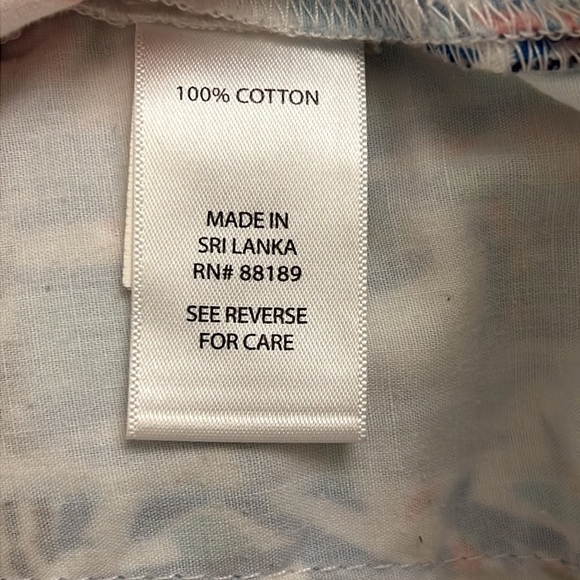 100% COTTON
MADE IN
SRI LANKA
RN# 88189
SEE REVERSE
FOR CARE